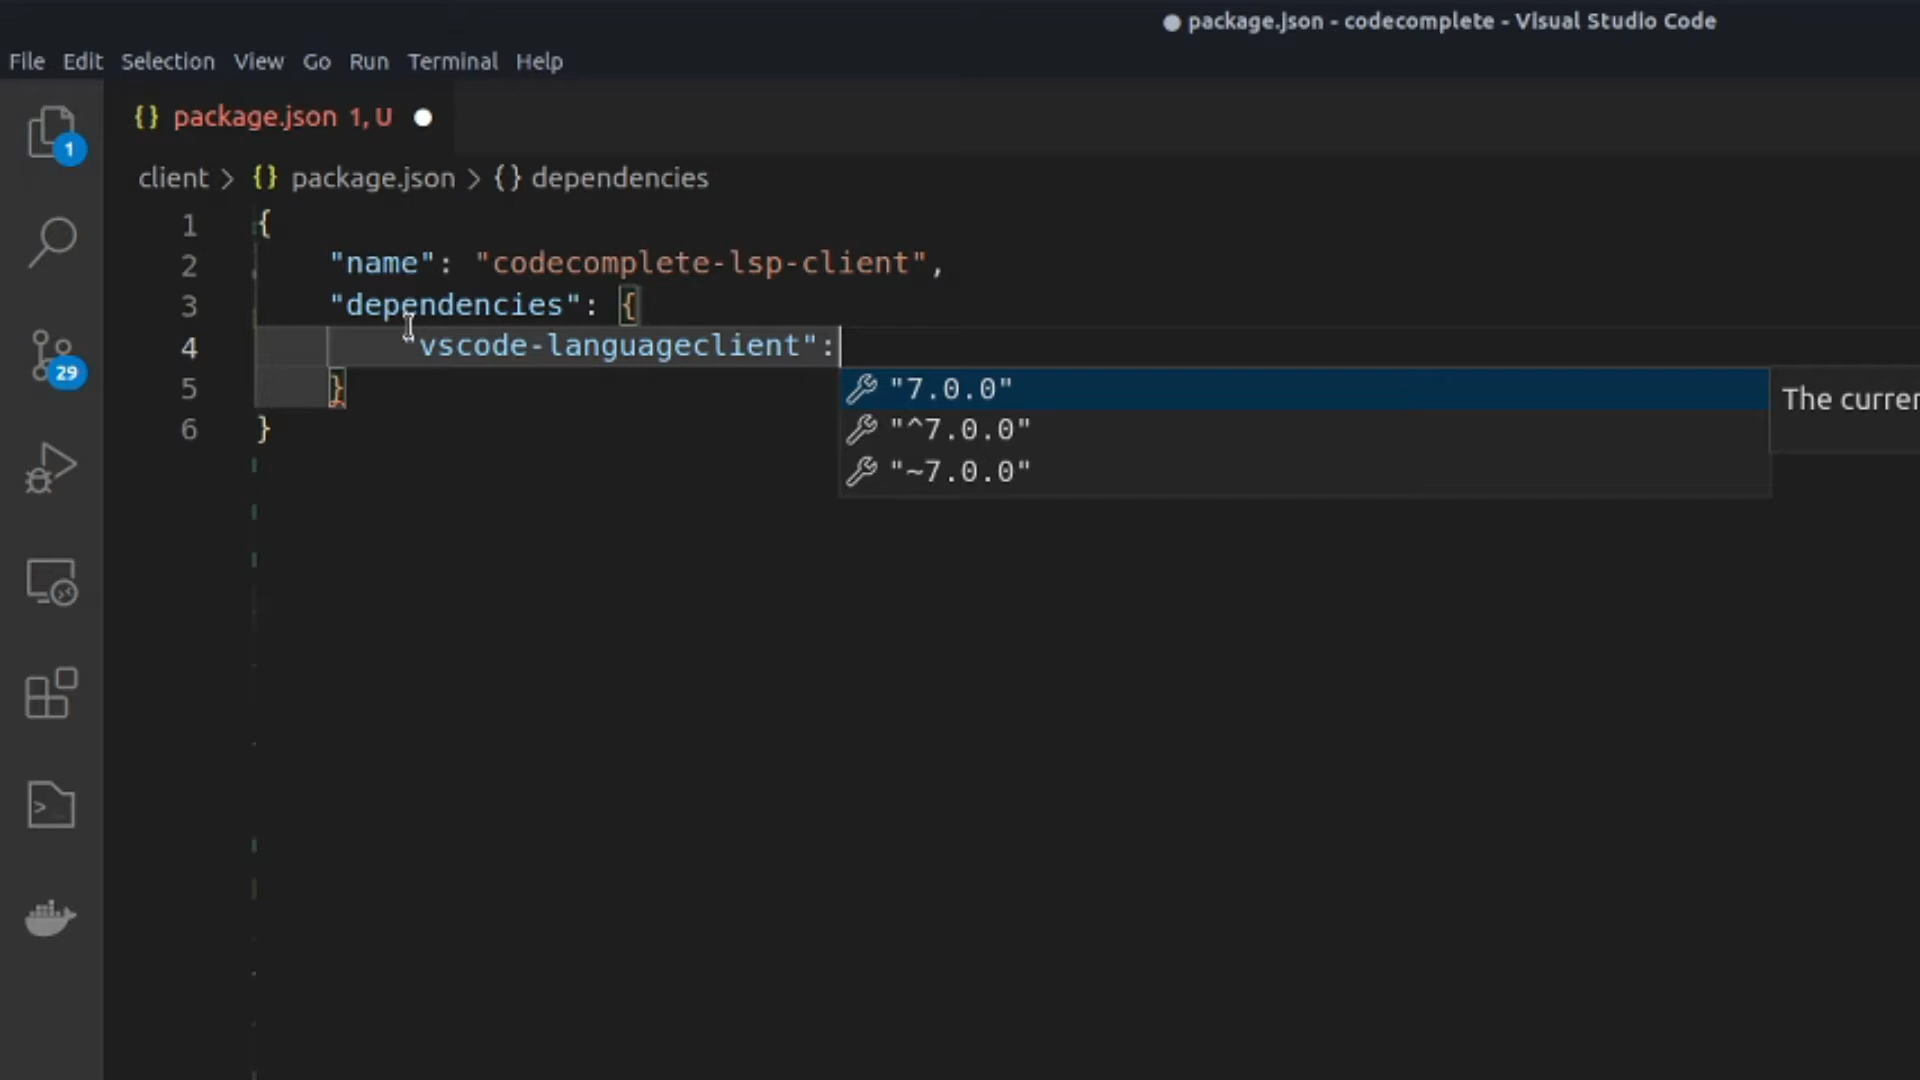 ● package.json - codecomplete - Visual Studio Code
File Edit Selection View Go Run Terminal Help
{} package.json 1, U ●
1
client > {} package.json > {} dependencies
1 {
2 "name": "codecomplete-lsp-client",
3 "dependencies": {
4 "vscode-languageclient":
5 }
6 }
"7.0.0"
"^7.0.0"
"~7.0.0"
The currer
29